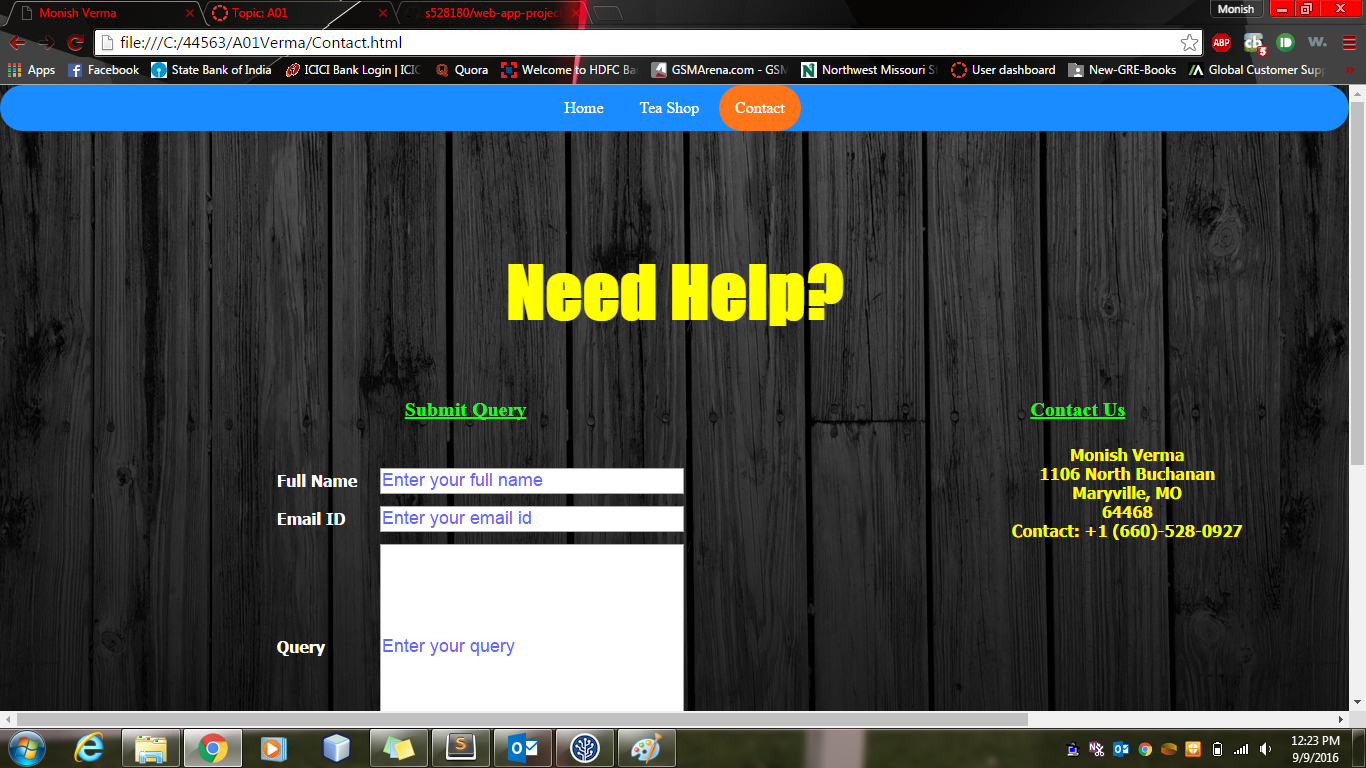 Monish Verma
Topic: A01
s528180/web-app-project
Monish
file:///C:/44563/A01Verma/Contact.html
ABP
cb
5
w.
Apps
Facebook
State Bank of India
ICICI Bank Login | ICIC
Quora
Welcome to HDFC Ba
GSMArena.com - GSM
Northwest Missouri S
User dashboard
New-GRE-Books
Global Customer Supp
Home
Tea Shop
Contact
Need Help?
Submit Query
Contact Us
Full Name
Enter your full name
Email ID
Enter your email id
Query
Enter your query
Monish Verma
1106 North Buchanan
Maryville, MO
64468
Contact: +1 (660)-528-0927
12:23 PM
9/9/2016